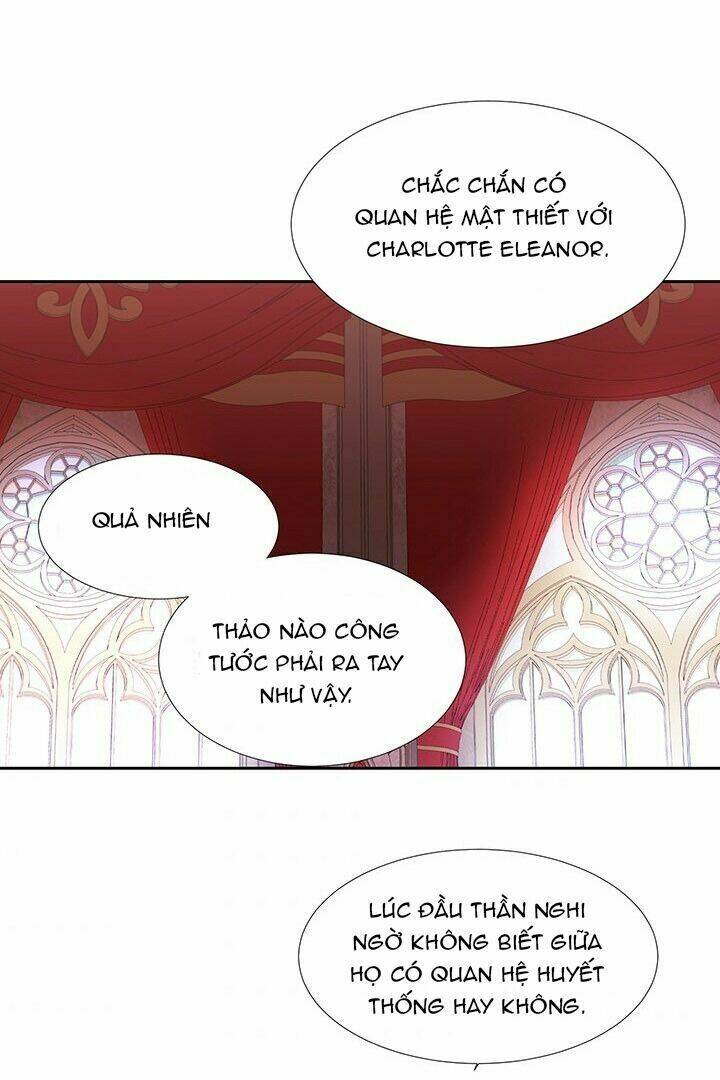 CHẮC CHẮN CÓ
QUAN HỆ MẬT THIẾT VỚI
CHARLOTTE ELEANOR.
QUẢ NHIÊN
THẢO NÀO CÔNG
TƯỚC PHẢI RA TAY
NHƯ VẬY.
LÚC ĐẦU THẦN NGHI
NGỜ KHÔNG BIẾT GIỮA
HỌ CÓ QUAN HỆ HUYẾT
THỐNG HAY KHÔNG.